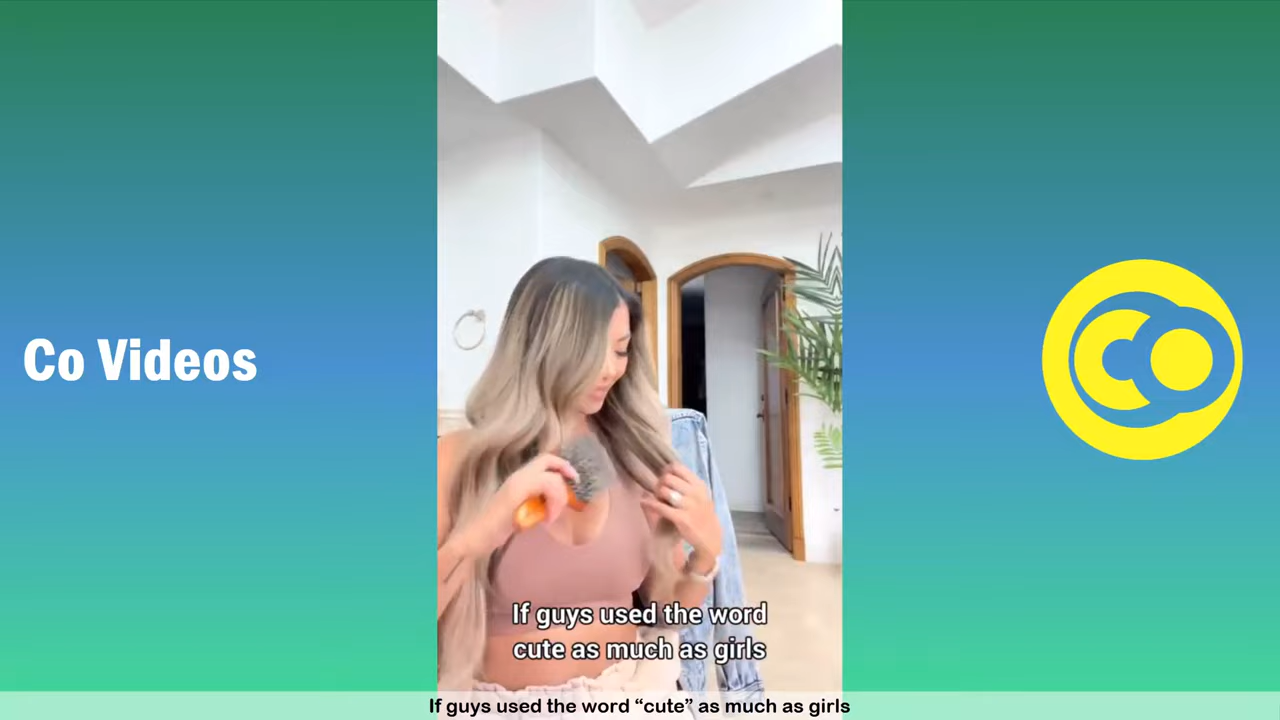 Co Videos
CO
If guys used the word
cute as much as girls
If guys used the word “cute” as much as girls